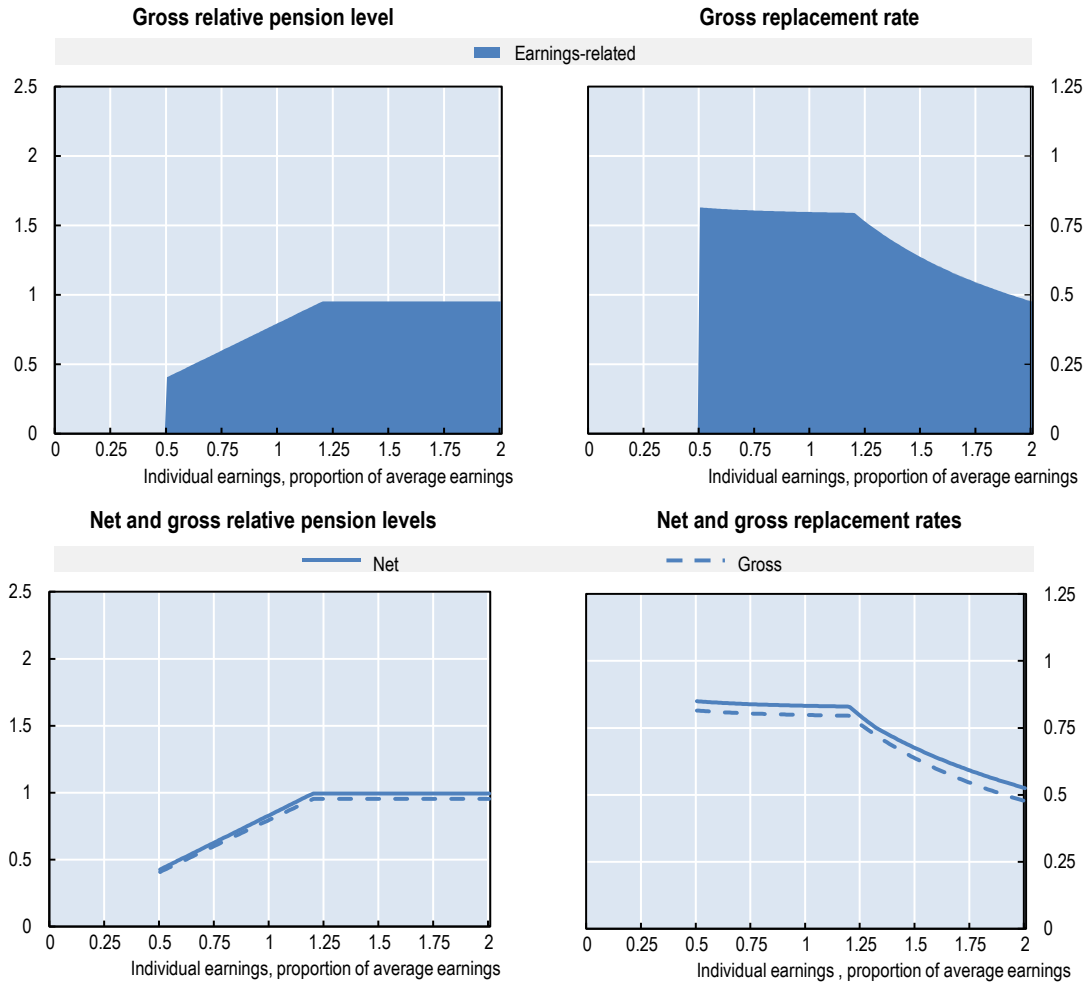 Gross relative pension level
Gross replacement rate
Earnings-related
2.5
2
1.5
1
0.5
0
0 0.25 0.5 0.75 1 1.25 1.5 1.75 2
Individual earnings, proportion of average earnings
1.25
1
0.75
0.5
0.25
0
0 0.25 0.5 0.75 1 1.25 1.5 1.75 2
Individual earnings, proportion of average earnings
Net and gross relative pension levels
Net and gross replacement rates
Net
Gross
2.5
2
1.5
1
0.5
0
0 0.25 0.5 0.75 1 1.25 1.5 1.75 2
Individual earnings, proportion of average earnings
1.25
1
0.75
0.5
0.25
0
0 0.25 0.5 0.75 1 1.25 1.5 1.75 2
Individual earnings , proportion of average earnings